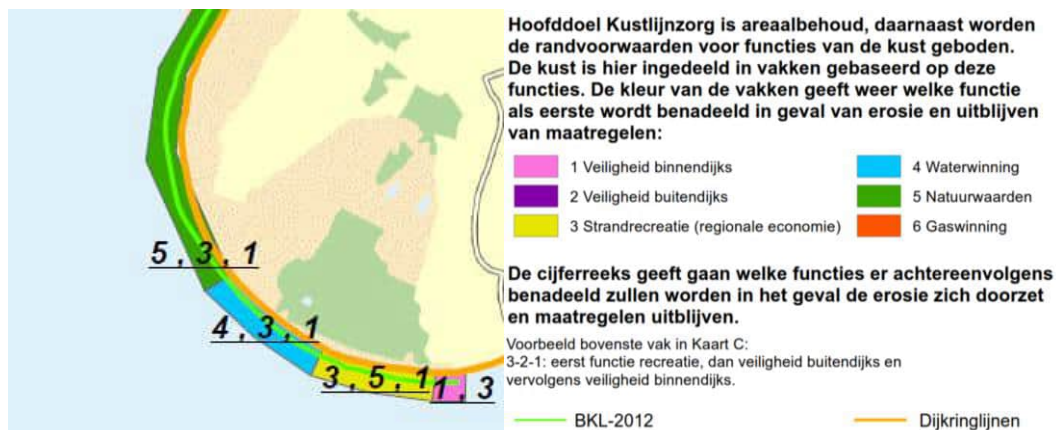 Hoofddoel Kustlijnzorg is areaalbehoud, daarnaast worden
de randvoorwaarden voor functies van de kust geboden.
De kust is hier ingedeeld in vakken gebaseerd op deze
functies. De kleur van de vakken geeft weer welke functie
als eerste wordt benadeeld in geval van erosie en uitblijven
van maatregelen:
1 Veiligheid binnendijks
4 Waterwinning
2 Veiligheid buitendijks
5 Natuurwaarden
3 Strandrecreatie (regionale economie)
6 Gaswinning
De cijferreeks geeft gaan welke functies er achtereenvolgens
benadeeld zullen worden in het geval de erosie zich doorzet
en maatregelen uitblijven.
Voorbeeld bovenste vak in Kaart C:
3-2-1: eerst functie recreatie, dan veiligheid buitendijks en
vervolgens veiligheid binnendijks.
BKL-2012
Dijkringlijnen
5 , 3 , 1
4 , 3 , 1
3 , 5 , 1
1 , 3